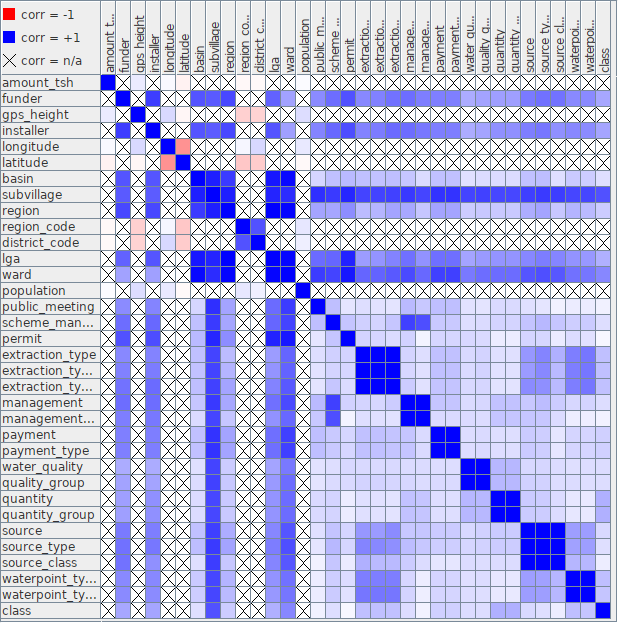 corr = -1
corr = +1
corr = n/a
amount_t...
funder
gps_height
installer
longitude
latitude
basin
subvillage
region
region_co...
district_c...
lga
ward
population
public_m...
scheme_...
permit
extractio...
extractio...
extractio...
manage...
manage...
payment
payment...
water_qu...
quality_g...
quantity
quantity_...
source
source_ty...
source_cl...
waterpoi...
waterpoi...
class
amount_tsh
funder
gps_height
installer
longitude
latitude
basin
subvillage
region
region_code
district_code
lga
ward
population
public_meeting
scheme_man...
permit
extraction_type
extraction_ty...
extraction_ty...
management
management...
payment
payment_type
water_quality
quality_group
quantity
quantity_group
source
source_type
source_class
waterpoint_ty...
waterpoint_ty...
class